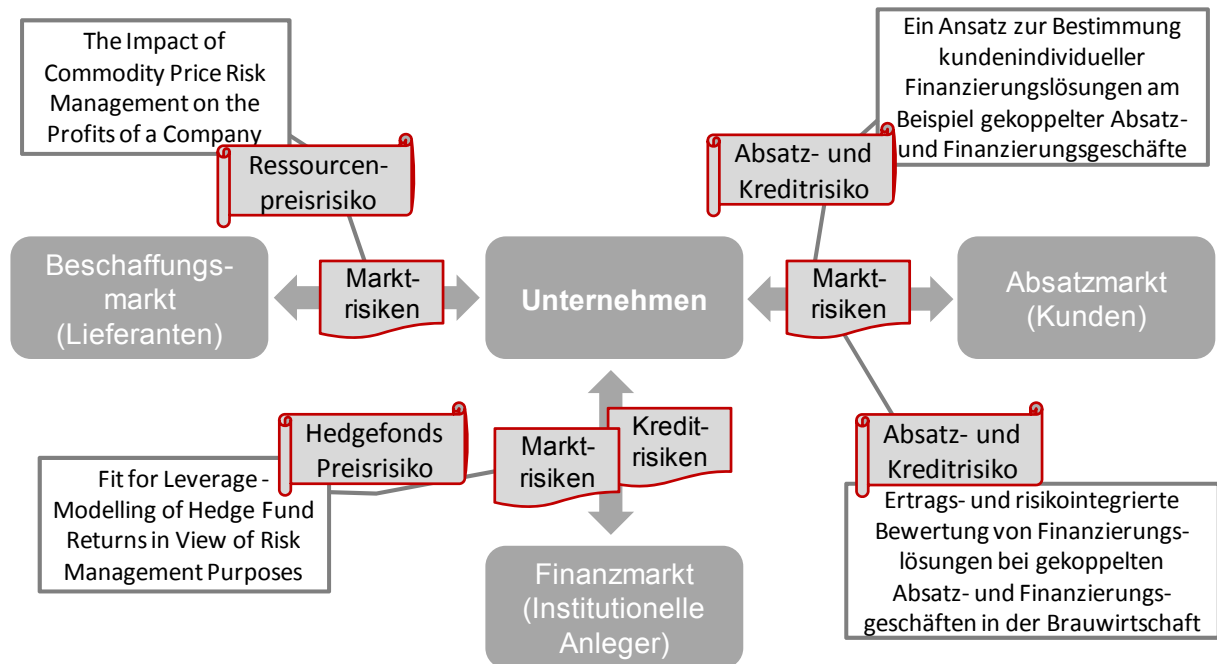 The Impact of
Commodity Price Risk
Management on the
Profits of a Company
Ressourcen-
preisrisiko
Ein Ansatz zur Bestimmung
kundenindividueller
Finanzierungslösungen am
Beispiel gekoppelter Absatz-
und Finanzierungsgeschäfte
Absatz- und
Kreditrisiko
Beschaffungs-
markt
(Lieferanten)
Markt-
risiken
Unternehmen
Markt-
risiken
Absatzmarkt
(Kunden)
Hedgefonds
Preisrisiko
Fit for Leverage -
Modelling of Hedge Fund
Returns in View of Risk
Management Purposes
Markt-
risiken
Kredit-
risiken
Absatz- und
Kreditrisiko
Ertrags- und risikointegrierte
Bewertung von Finanzierungs-
lösungen bei gekoppelten
Absatz- und Finanzierungs-
geschäften in der Brauwirtschaft
Finanzmarkt
(Institutionelle
Anleger)